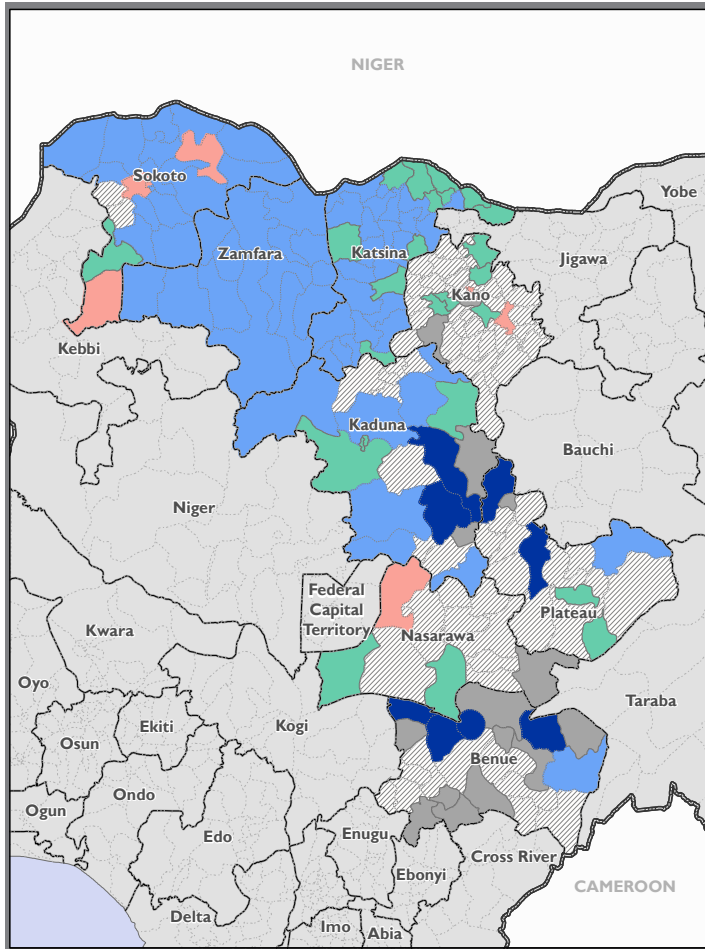 NIGER
Sokoto
Yobe
Zamfara
Katsina
Jigawa
Kano
Kebbi
Kaduna
Bauchi
Niger
Federal
Capital
Territory
Plateau
Kwara
Nasarawa
Oyo
Taraba
Kogi
Ekiti
Osun
Benue
Ondo
Ogun
Enugu
Edo
Cross River
Ebonyi
CAMEROON
Delta
Imo
Abia